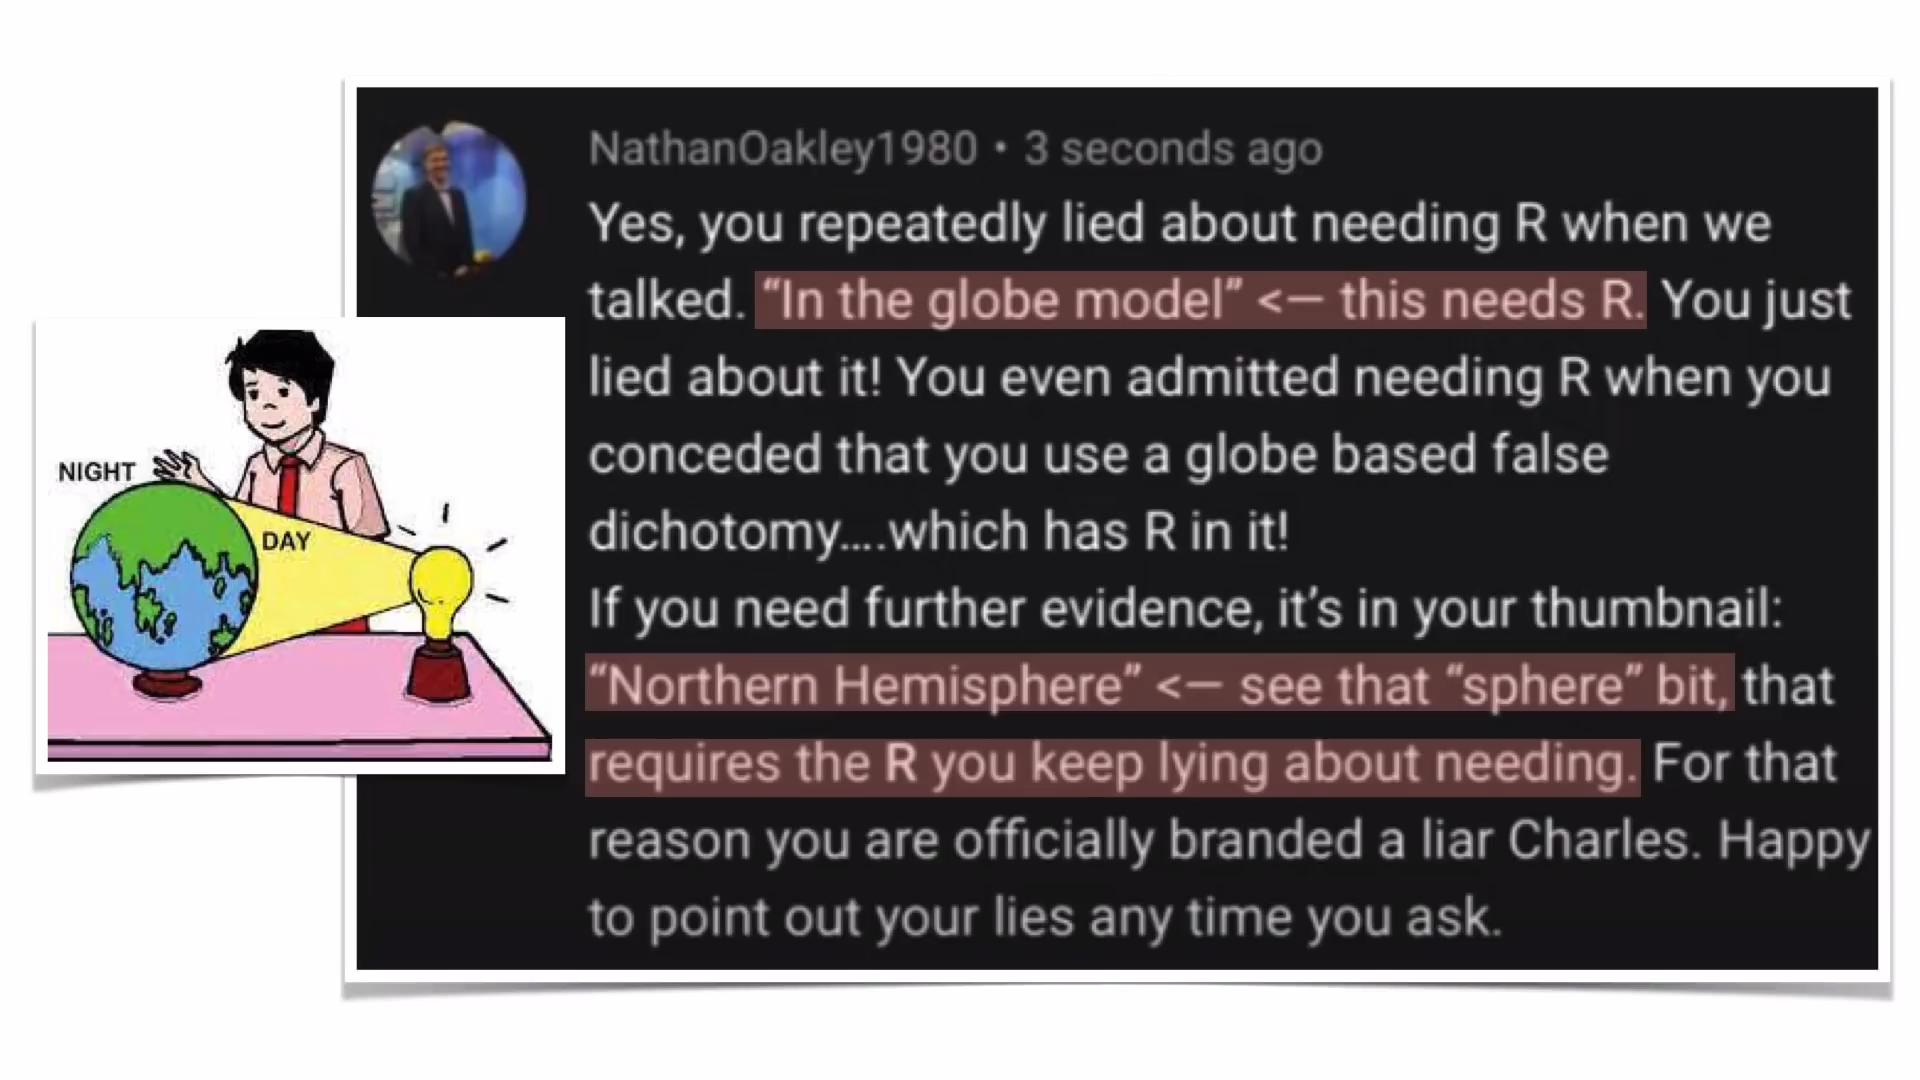 NathanOakley1980 • 3 seconds ago
Yes, you repeatedly lied about needing R when we
talked. “In the globe model” <— this needs R. You just
lied about it! You even admitted needing R when you
conceded that you use a globe based false
dichotomy....which has R in it!
If you need further evidence, it’s in your thumbnail:
“Northern Hemisphere” <— see that “sphere” bit, that
requires the R you keep lying about needing. For that
reason you are officially branded a liar Charles. Happy
to point out your lies any time you ask.
NIGHT
DAY